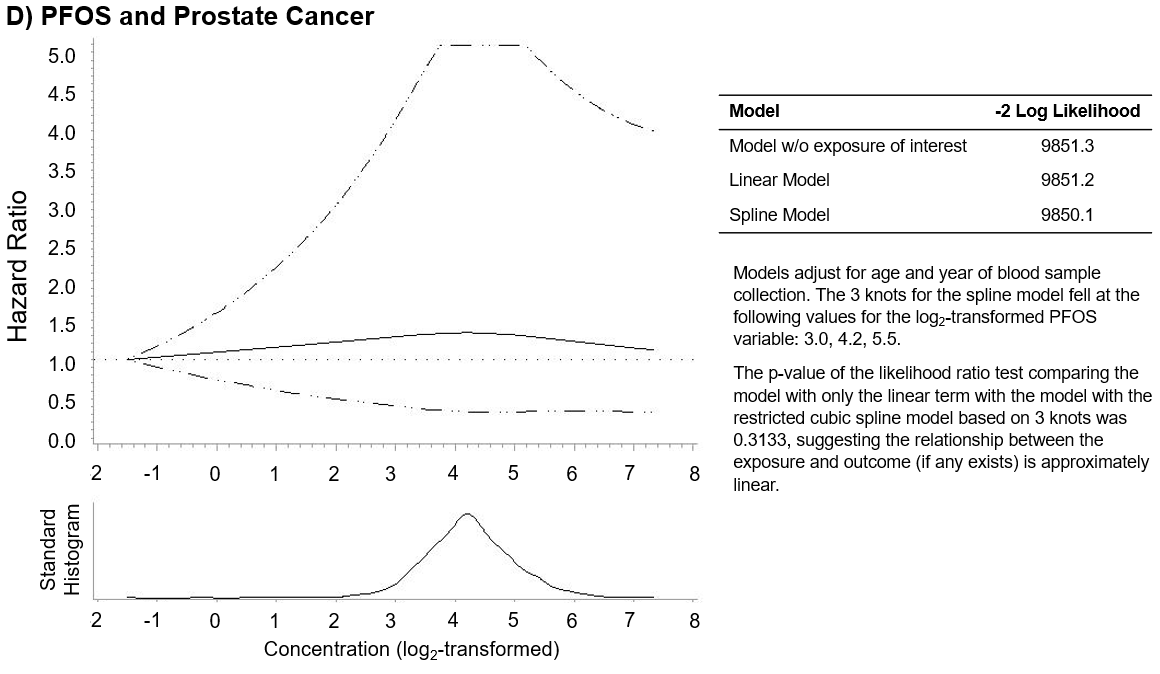 D) PFOS and Prostate Cancer
Hazard Ratio
5.0
4.5
4.0
3.5
3.0
2.5
2.0
1.5
1.0
0.5
0.0
2 -1 0 1 2 3 4 5 6 7 8
Standard
Histogram
2 -1 0 1 2 3 4 5 6 7 8
Concentration (log2-transformed)
Model -2 Log Likelihood
Model w/o exposure of interest 9851.3
Linear Model 9851.2
Spline Model 9850.1
Models adjust for age and year of blood sample
collection. The 3 knots for the spline model fell at the
following values for the log2-transformed PFOS
variable: 3.0, 4.2, 5.5.
The p-value of the likelihood ratio test comparing the
model with only the linear term with the model with the
restricted cubic spline model based on 3 knots was
0.3133, suggesting the relationship between the
exposure and outcome (if any exists) is approximately
linear.